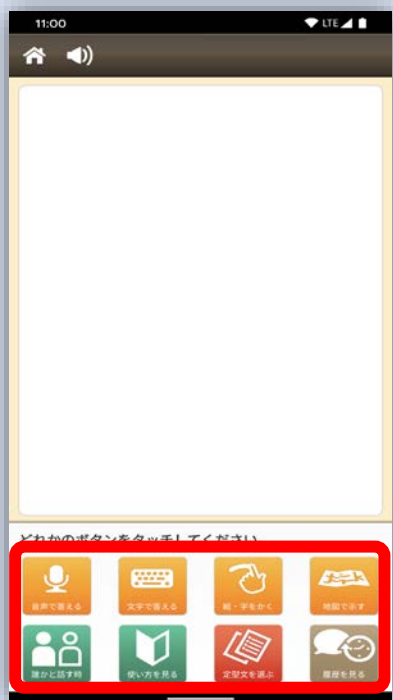 11:00 LTE
どれかのボタンをタッチしてください
音声で答える 文字で答える 絵・字をかく 地図で示す
誰かと話す時 使い方を見る 定型文を選ぶ 履歴を見る